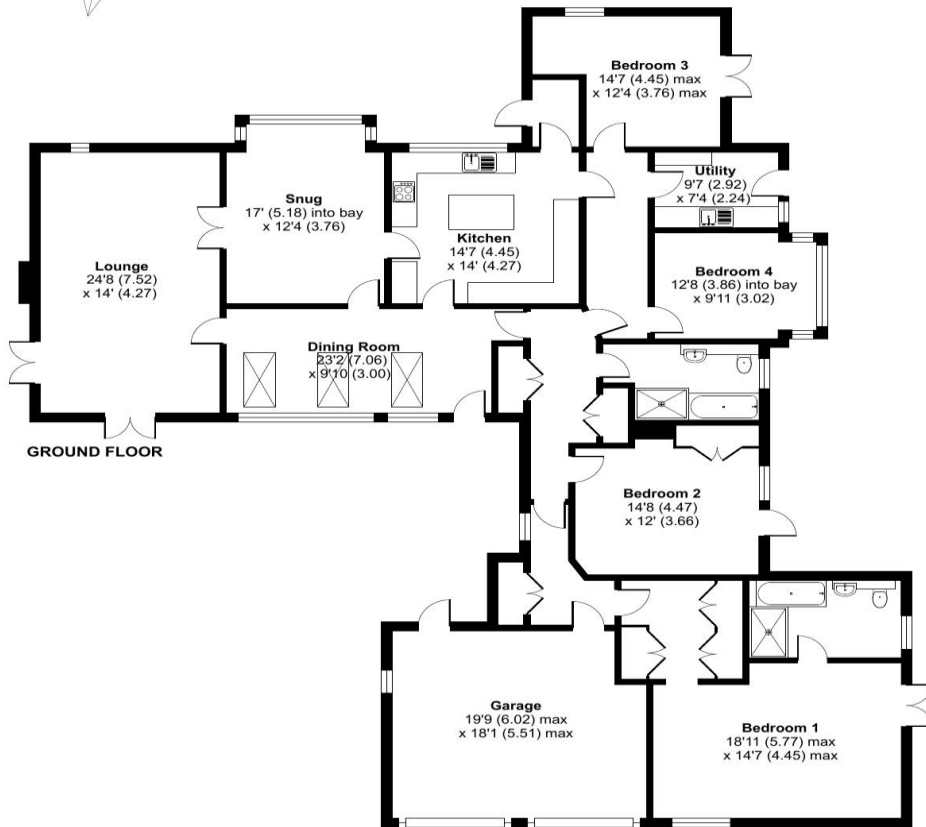 Bedroom 3
14'7 (4.45) max
x 12'4 (3.76) max
Utility
9'7 (2.92)
x 7'4 (2.24)
Snug
17' (5.18) into bay
x 12'4 (3.76)
Kitchen
14'7 (4.45)
x 14' (4.27)
Lounge
24'8 (7.52)
x 14' (4.27)
Bedroom 4
12'8 (3.86) into bay
x 9'11 (3.02)
Dining Room
23'2 (7.06)
x 9'10 (3.00)
GROUND FLOOR
Bedroom 2
14'8 (4.47)
x 12' (3.66)
Garage
19'9 (6.02) max
x 18'1 (5.51) max
Bedroom 1
18'11 (5.77) max
x 14'7 (4.45) max